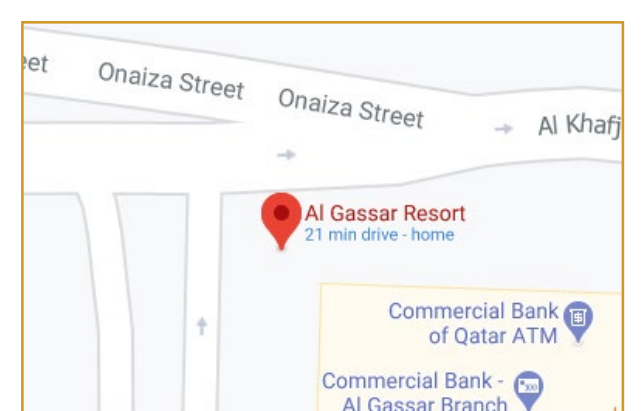 eet
Onaiza Street
Onaiza Street
Al Khafj
Al Gassar Resort
21 min drive - home
Commercial Bank
of Qatar ATM
Commercial Bank -
Al Gassar Branch